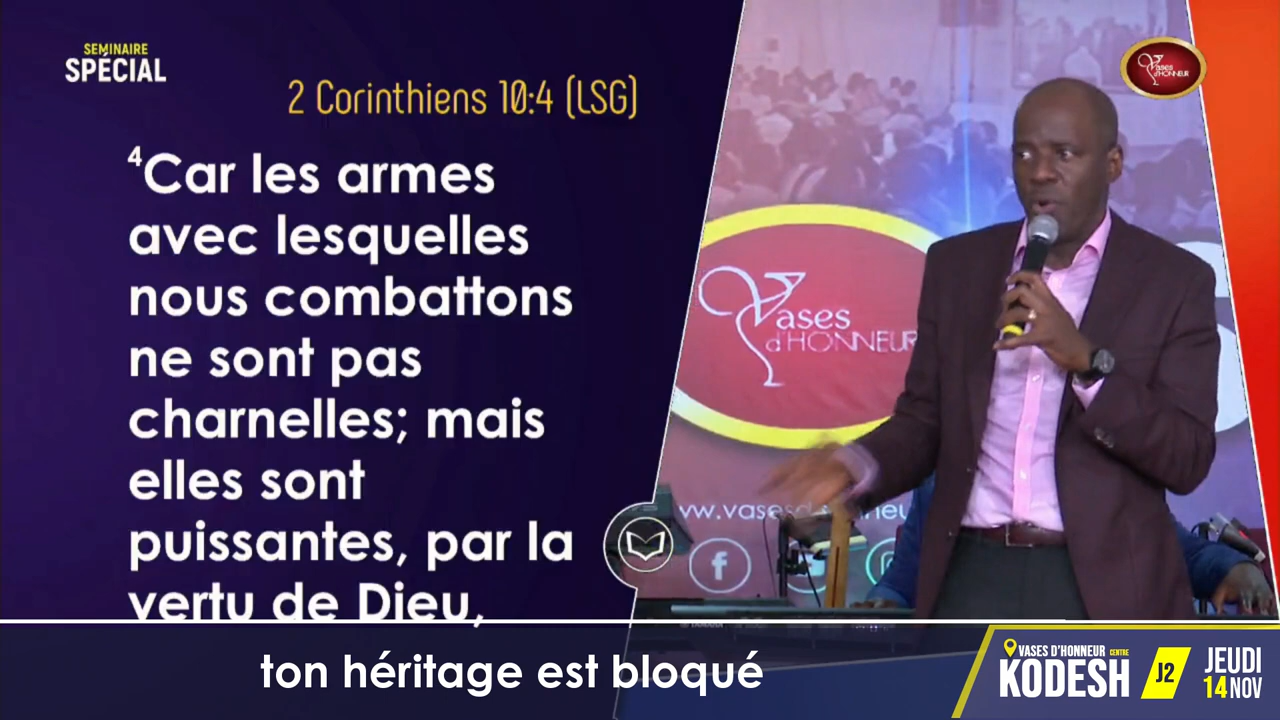 SEMINAIRE
SPÉCIAL
2 Corinthiens 10:4 (LSG)
4Car les armes
avec lesquelles
nous combattons
ne sont pas
charnelles; mais
elles sont
puissantes, par la
vertu de Dieu,
Vases
d'HONNEUR
Vases
d'HONNEUR
f
ton héritage est bloqué
VASES D'HONNEUR CENTRE
KODESH
J2
JEUDI
14 NOV